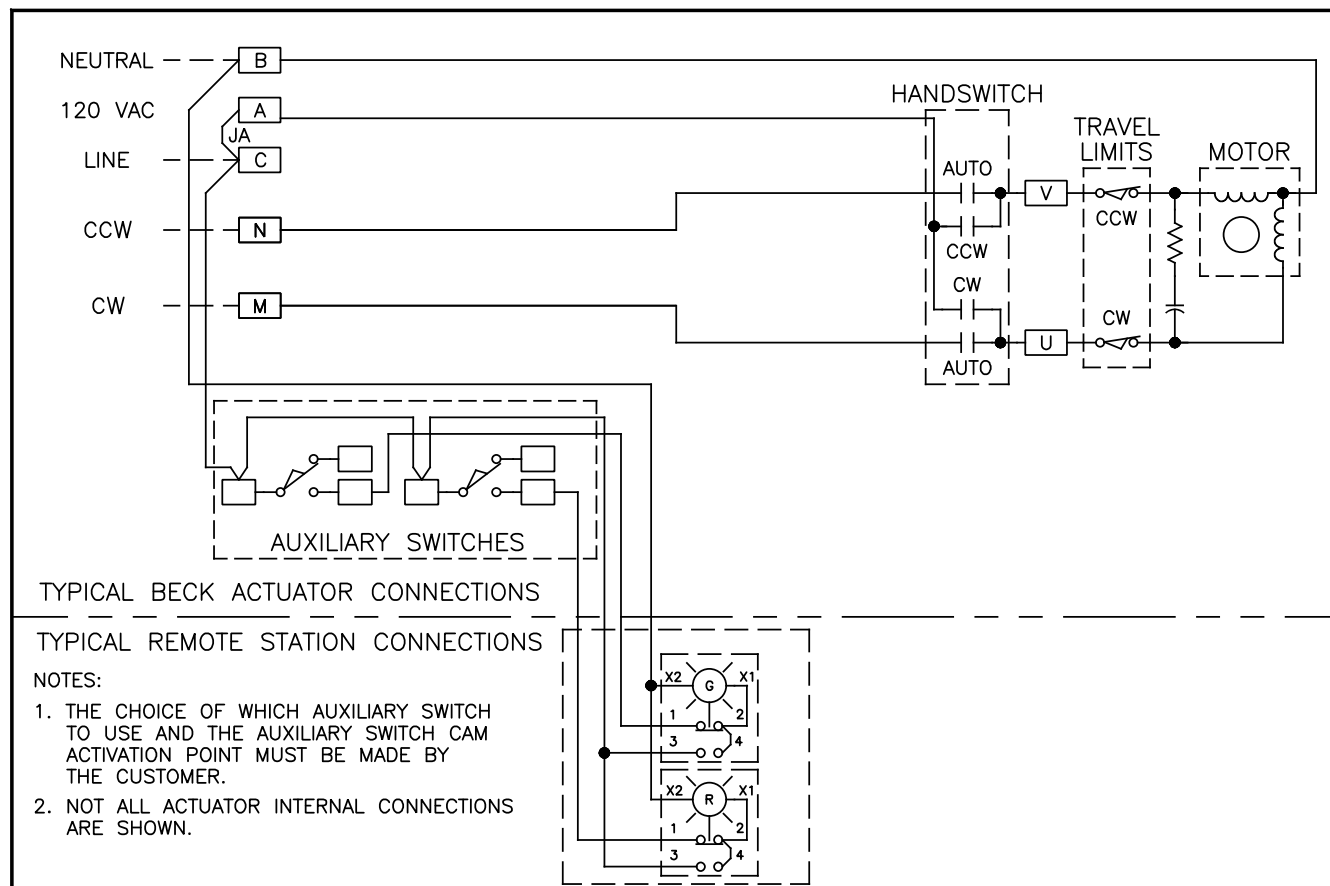 NEUTRAL
B
120 VAC
A
JA
LINE
C
CCW
N
CW
M
HANDSWITCH
AUTO
CCW
CW
AUTO
V
U
TRAVEL
LIMITS
CCW
CW
MOTOR
AUXILIARY SWITCHES
TYPICAL BECK ACTUATOR CONNECTIONS
TYPICAL REMOTE STATION CONNECTIONS
NOTES:
1. THE CHOICE OF WHICH AUXILIARY SWITCH
TO USE AND THE AUXILIARY SWITCH CAM
ACTIVATION POINT MUST BE MADE BY
THE CUSTOMER.
2. NOT ALL ACTUATOR INTERNAL CONNECTIONS
ARE SHOWN.
X2 G X1
1 2
3 4
X2 R X1
1 2
3 4